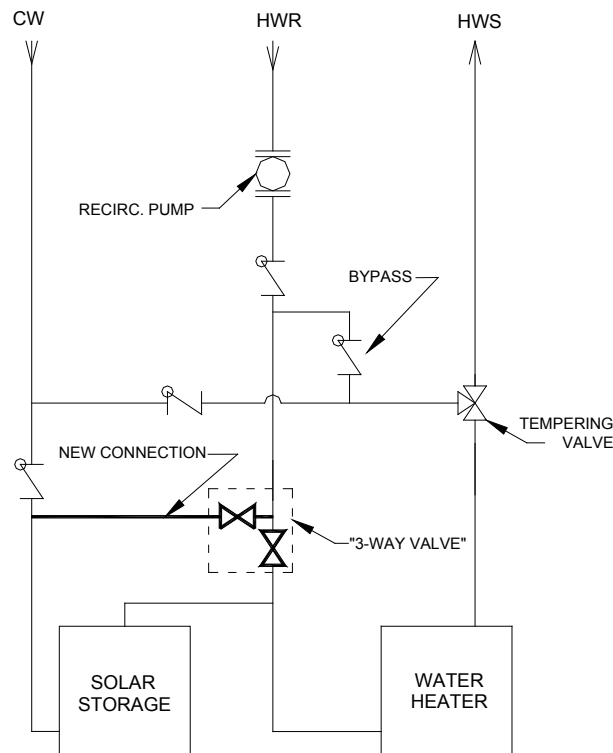 CW
HWR
HWS
RECIRC. PUMP
BYPASS
TEMPERING
VALVE
NEW CONNECTION
"3-WAY VALVE"
SOLAR
STORAGE
WATER
HEATER